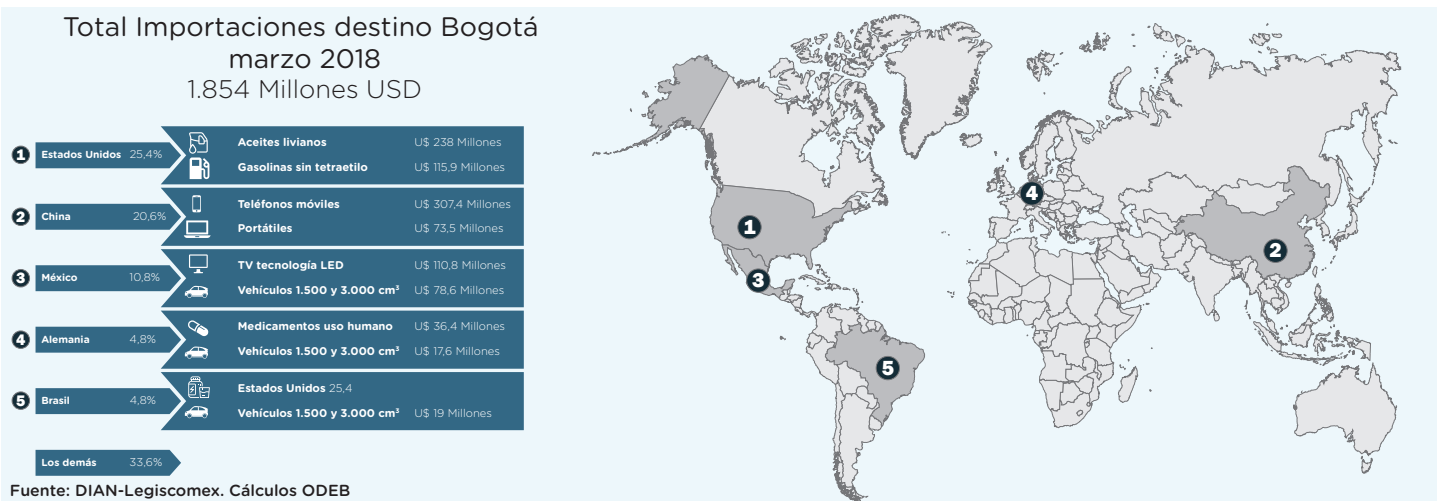 Total Importaciones destino Bogotá
marzo 2018
1.854 Millones USD
1 Estados Unidos 25,4%
Aceites livianos U$ 238 Millones
Gasolinas sin tetraetilo U$ 115,9 Millones
2 China 20,6%
Teléfonos móviles U$ 307,4 Millones
Portátiles U$ 73,5 Millones
3 México 10,8%
TV tecnología LED U$ 110,8 Millones
Vehículos 1.500 y 3.000 cm³ U$ 78,6 Millones
4 Alemania 4,8%
Medicamentos uso humano U$ 36,4 Millones
Vehículos 1.500 y 3.000 cm³ U$ 17,6 Millones
5 Brasil 4,8%
Estados Unidos 25,4
Vehículos 1.500 y 3.000 cm³ U$ 19 Millones
Los demás 33,6%
Fuente: DIAN-Legiscomex. Cálculos ODEB
1
2
3
4
5